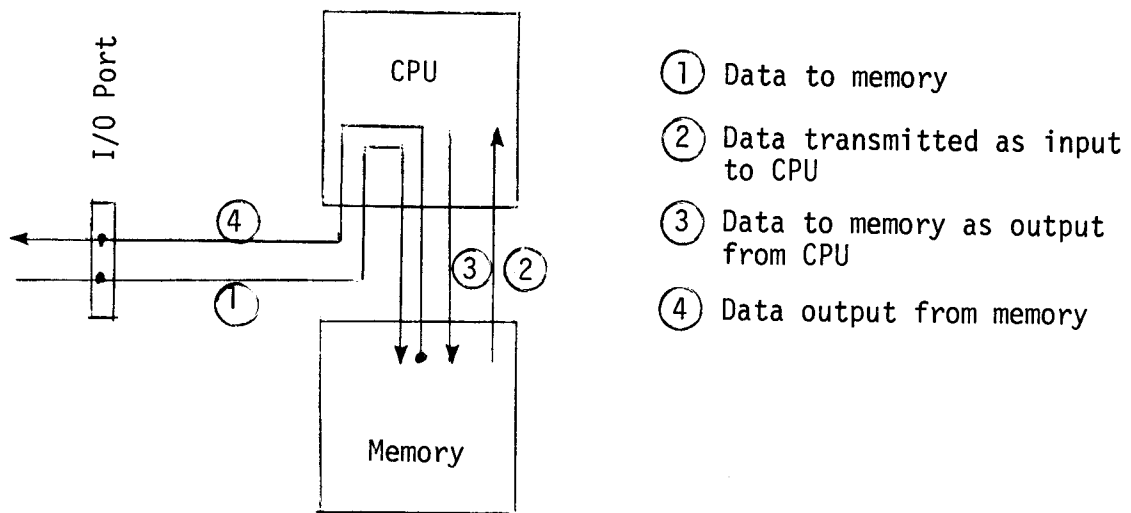 I/O Port
CPU
4
1
3
2
Memory
1 Data to memory
2 Data transmitted as input
to CPU
3 Data to memory as output
from CPU
4 Data output from memory